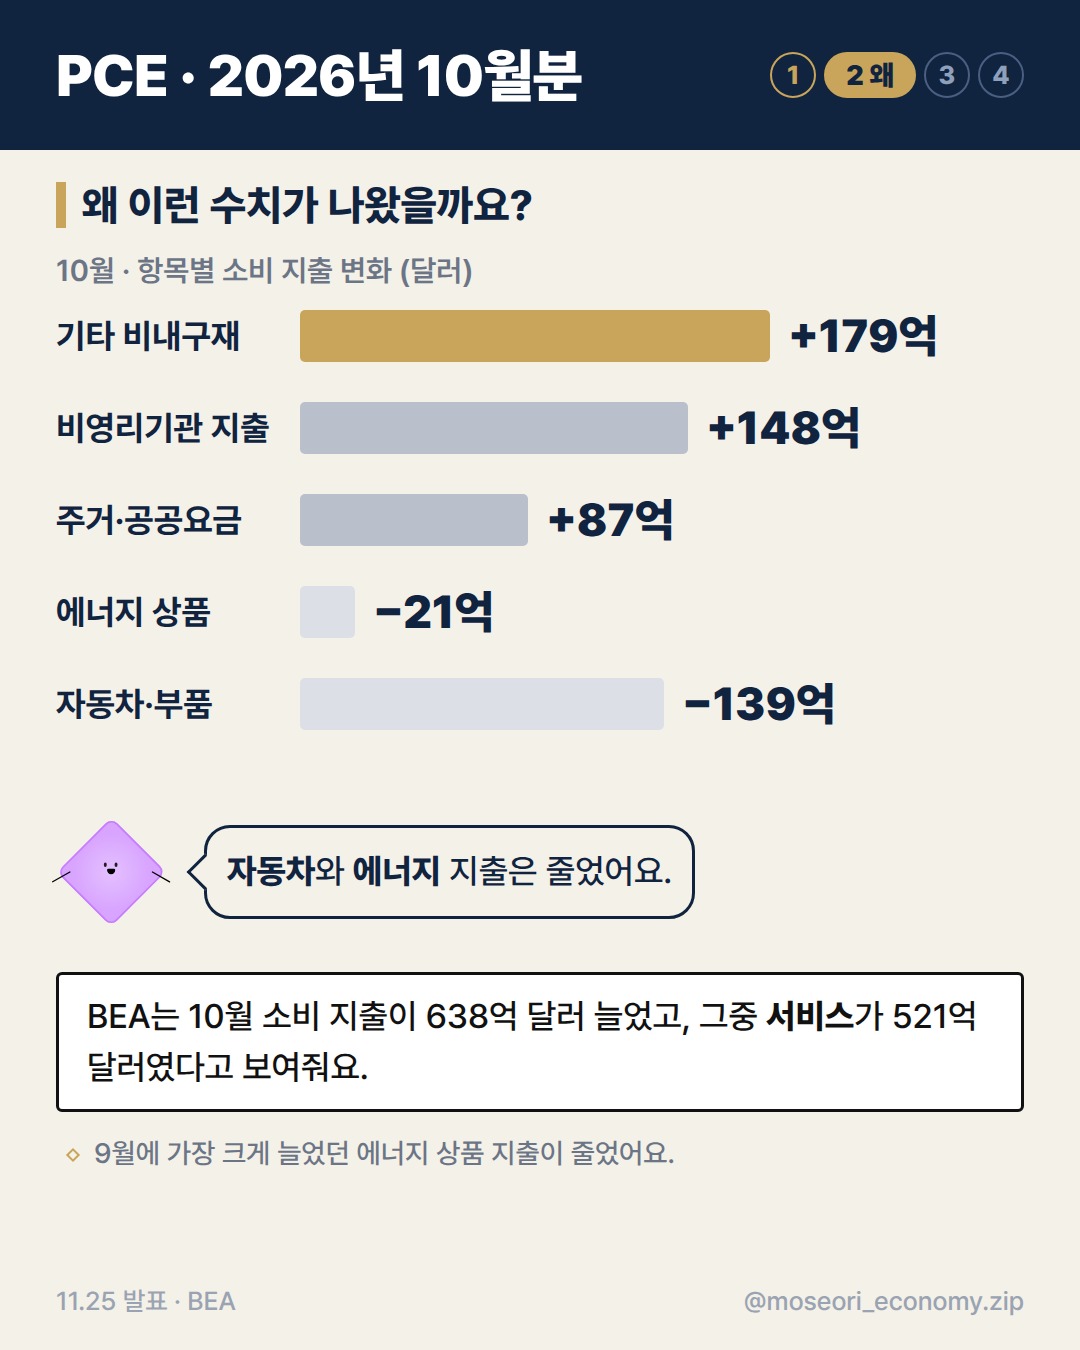 PCE · 2026년 10월분
1
2 왜
3
4
왜 이런 수치가 나왔을까요?
10월 · 항목별 소비 지출 변화 (달러)
기타 비내구재 +179억
비영리기관 지출 +148억
주거·공공요금 +87억
에너지 상품 −21억
자동차·부품 −139억
자동차와 에너지 지출은 줄었어요.
BEA는 10월 소비 지출이 638억 달러 늘었고, 그중 서비스가 521억
달러였다고 보여줘요.
9월에 가장 크게 늘었던 에너지 상품 지출이 줄었어요.
11.25 발표 · BEA
@moseori_economy.zip